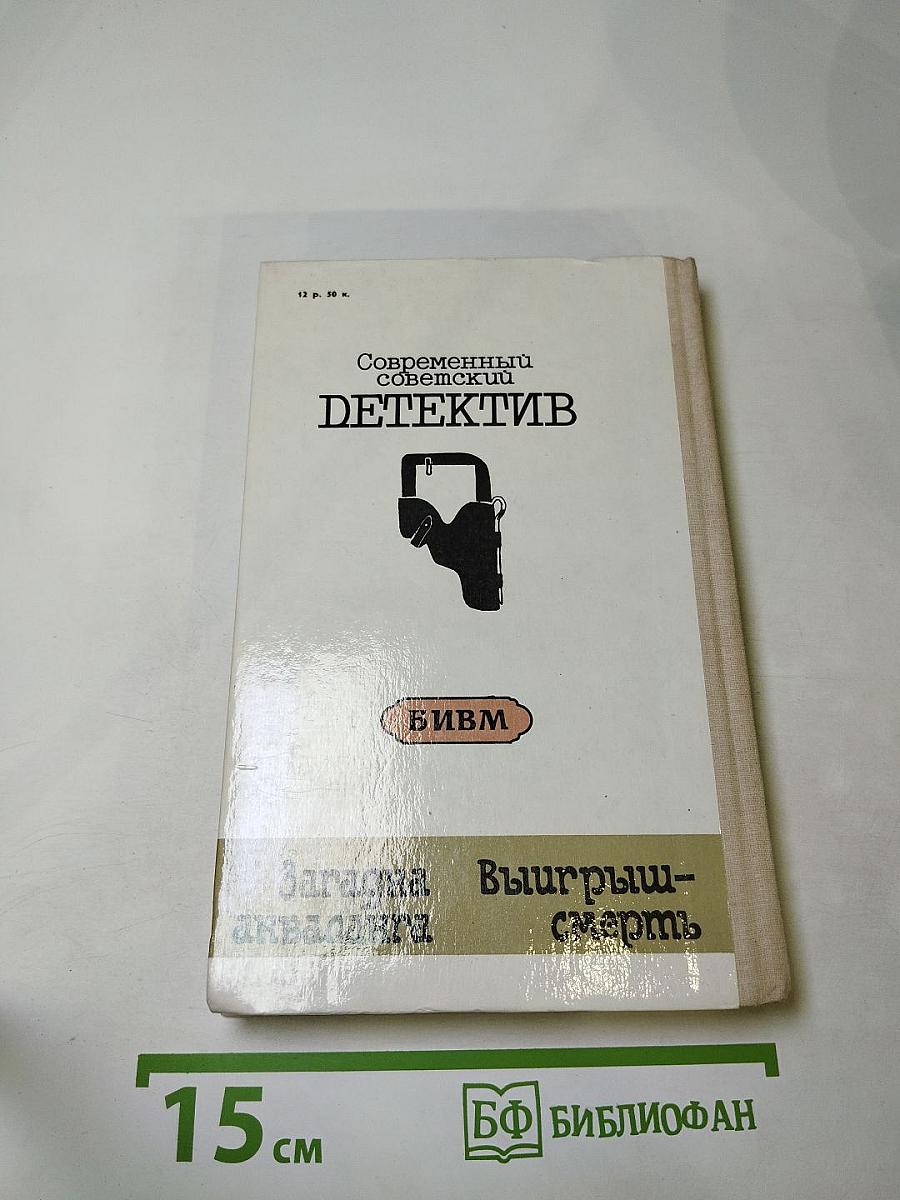 12 р. 50 к.
Современный
советский
ДЕТЕКТИВ
БИВМ
Загадка
акваланга
Выигрыш-
смерть
15 см
БФ БИБЛИОФАН